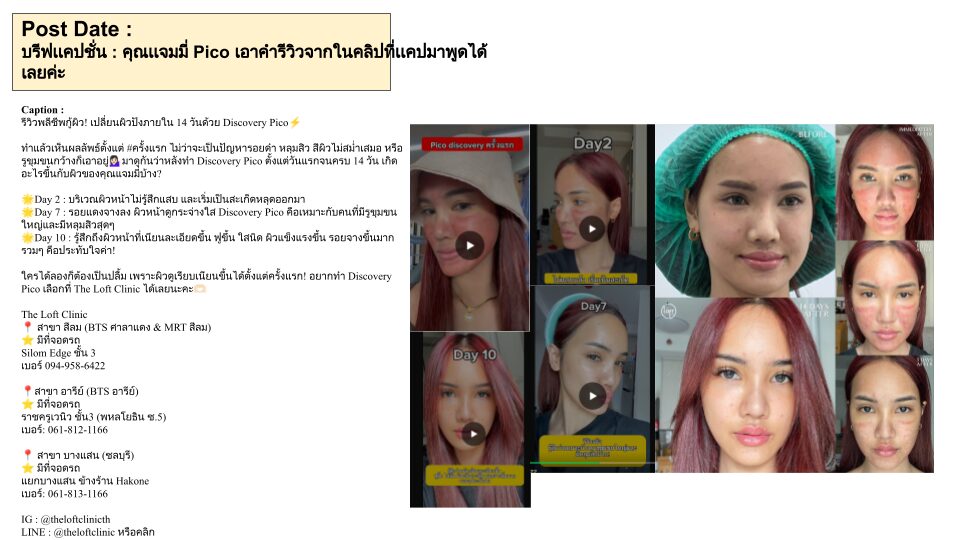 Post Date :
บรีฟแคปชั่น : คุณแจมมี่ Pico เอาคำรีวิวจากในคลิปที่แคปมาพูดได้
เลยค่ะ
Caption :
รีวิวพลีชีพกู้ผิว! เปลี่ยนผิวปังภายใน 14 วันด้วย Discovery Pico⚡
ทำแล้วเห็นผลลัพธ์ตั้งแต่ #ครั้งแรก ไม่ว่าจะเป็นปัญหารอยดำ หลุมสิว สีผิวไม่สม่ำเสมอ หรือ
รูขุมขนกว้างก็เอาอยู่💁🏻‍♀️ มาดูกันว่าหลังทำ Discovery Pico ตั้งแต่วันแรกจนครบ 14 วัน เกิด
อะไรขึ้นกับผิวของคุณแจมมี่บ้าง?
🌟Day 2 : บริเวณผิวหน้าไม่รู้สึกแสบ และเริ่มเป็นสะเก็ดหลุดออกมา
🌟Day 7 : รอยแดงจางลง ผิวหน้าดูกระจ่างใส Discovery Pico คือเหมาะกับคนที่มีรูขุมขน
ใหญ่และมีหลุมสิวสุดๆ
🌟Day 10 : รู้สึกถึงผิวหน้าที่เนียนละเอียดขึ้น ฟูขึ้น ใสนิด ผิวแข็งแรงขึ้น รอยจางขึ้นมาก
รวมๆ คือประทับใจค่า!
ใครได้ลองก็ต้องเป็นปลื้ม เพราะผิวดูเรียบเนียนขึ้นได้ตั้งแต่ครั้งแรก! อยากทำ Discovery
Pico เลือกที่ The Loft Clinic ได้เลยนะคะ🫶🏻
The Loft Clinic
📍 สาขา สีลม (BTS ศาลาแดง & MRT สีลม)
⭐ มีที่จอดรถ
Silom Edge ชั้น 3
เบอร์ 094-958-6422
📍สาขา อารีย์ (BTS อารีย์)
⭐ มีที่จอดรถ
ราชครูเวนิว ชั้น3 (พหลโยธิน ซ.5)
เบอร์: 061-812-1166
📍 สาขา บางแสน (ชลบุรี)
⭐ มีที่จอดรถ
แยกบางแสน ข้างร้าน Hakone
เบอร์: 061-813-1166
IG : @theloftclinicth
LINE : @theloftclinic หรือคลิก
Pico discovery ครั้งแรก
Day2
Day7
Day 10
BEFORE
IMMEDIATELY
AFTER
14 DAYS
AFTER
AFTER